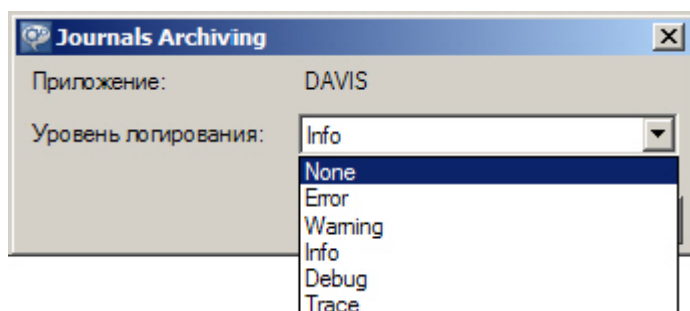 Journals Archiving
Приложение: DAVIS
Уровень логирования: Info
None
Error
Warning
Info
Debug
Trace